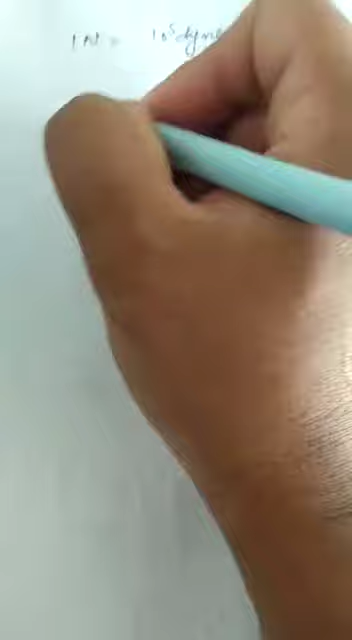 1 N = 10⁵ dyne